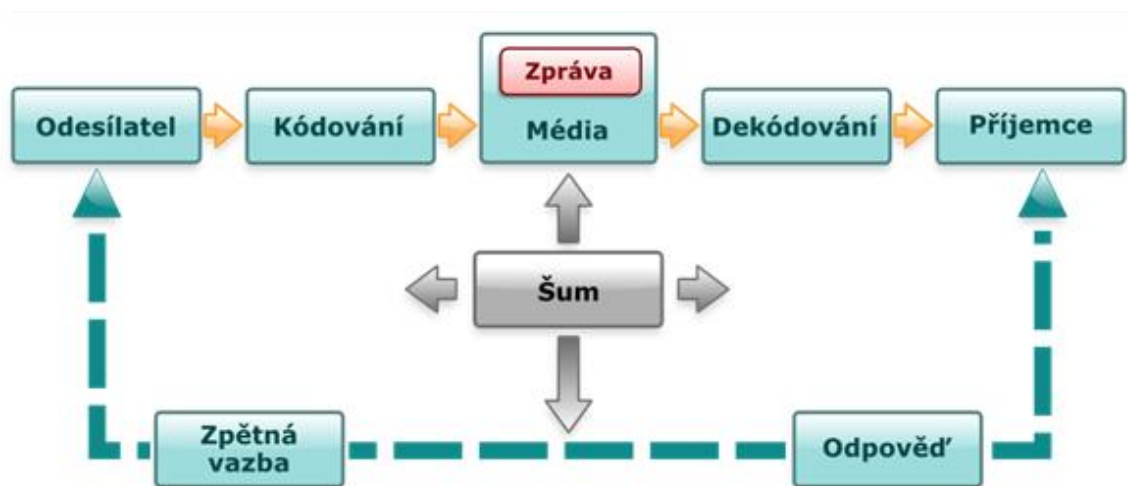 Zpráva
Odesílatel
Kódování
Média
Dekódování
Příjemce
Šum
Zpětná
vazba
Odpověď